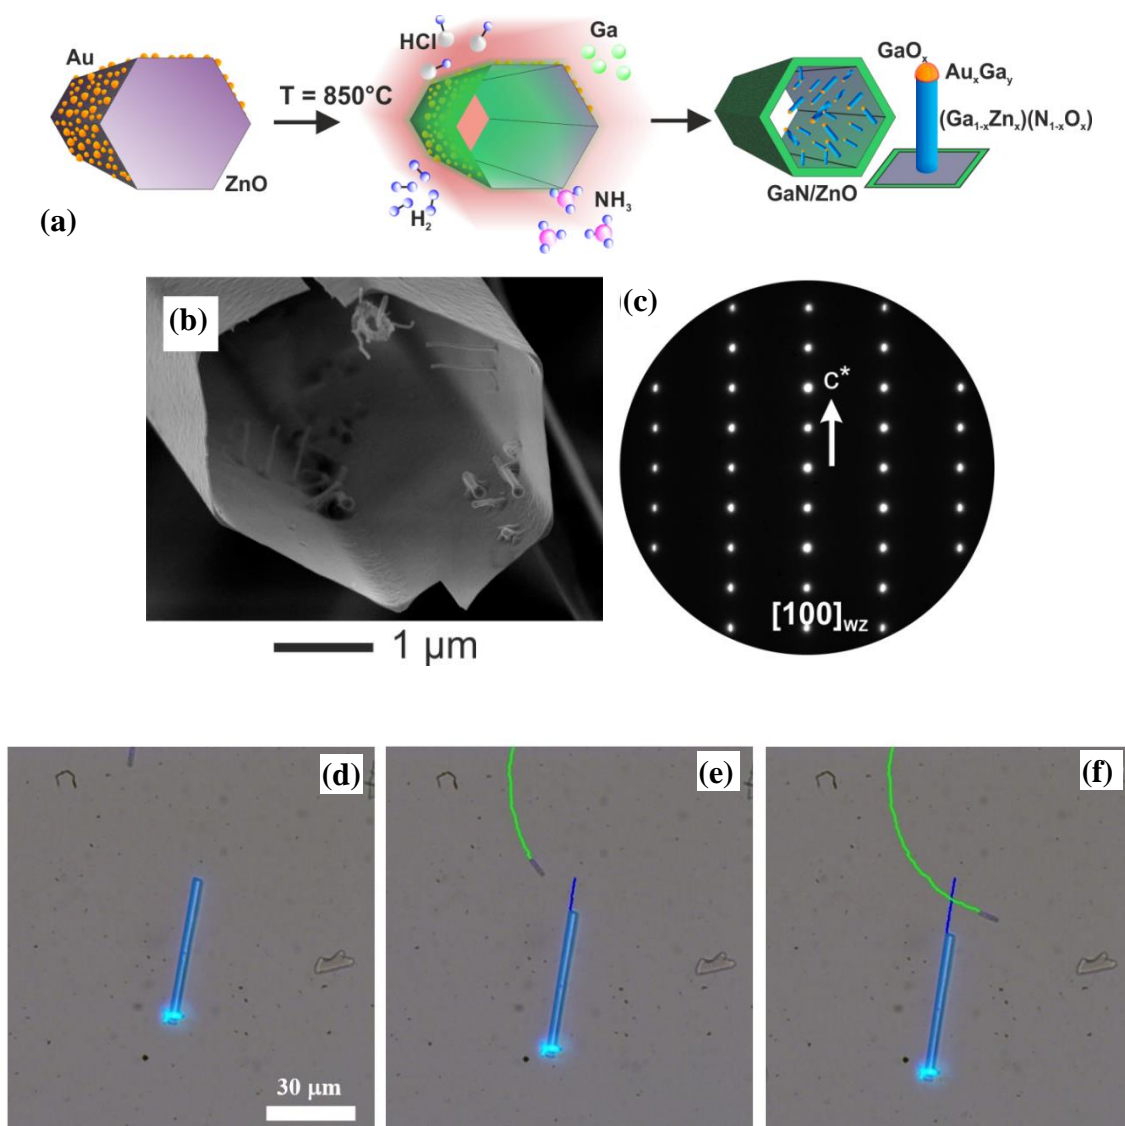 Au
T = 850°C
ZnO
HCl
Ga
H₂
NH₃
GaOₓ
AuₓGaᵧ
(Ga₁₋ₓZnₓ)(N₁₋ₓOₓ)
GaN/ZnO
(a)
(b)
1 µm
(c)
c*
[100]WZ
(d)
30 µm
(e)
(f)